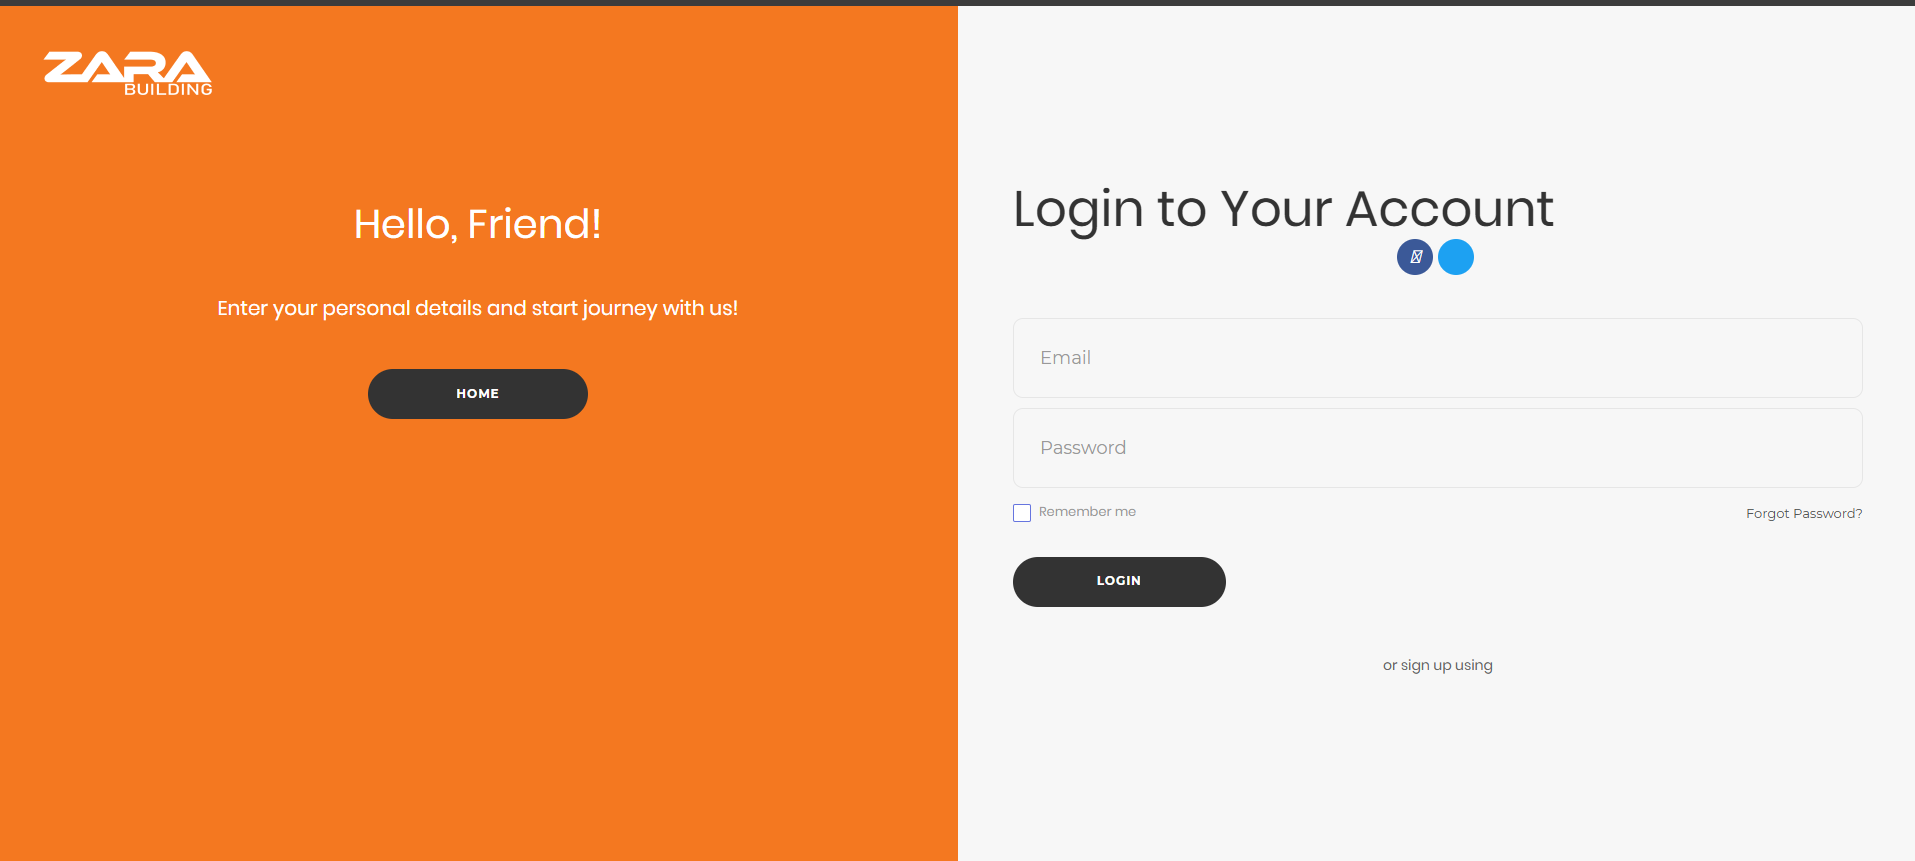 ZARA
BUILDING
Hello, Friend!
Enter your personal details and start journey with us!
HOME
Login to Your Account
Email
Password
Remember me
Forgot Password?
LOGIN
or sign up using